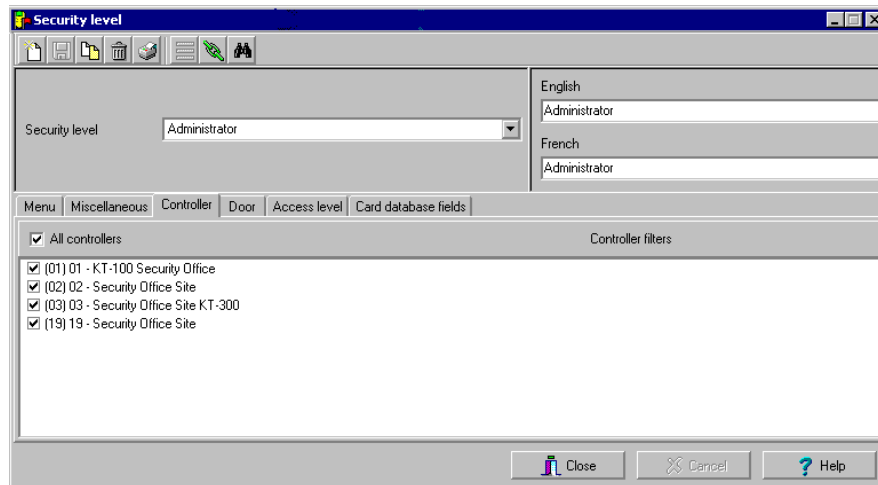 Security level
English
Administrator
Security level
Administrator
French
Administrator
Menu
Miscellaneous
Controller
Door
Access level
Card database fields
All controllers
Controller filters
(01) 01 - KT-100 Security Office
(02) 02 - Security Office Site
(03) 03 - Security Office Site KT-300
(19) 19 - Security Office Site
Close
Cancel
Help